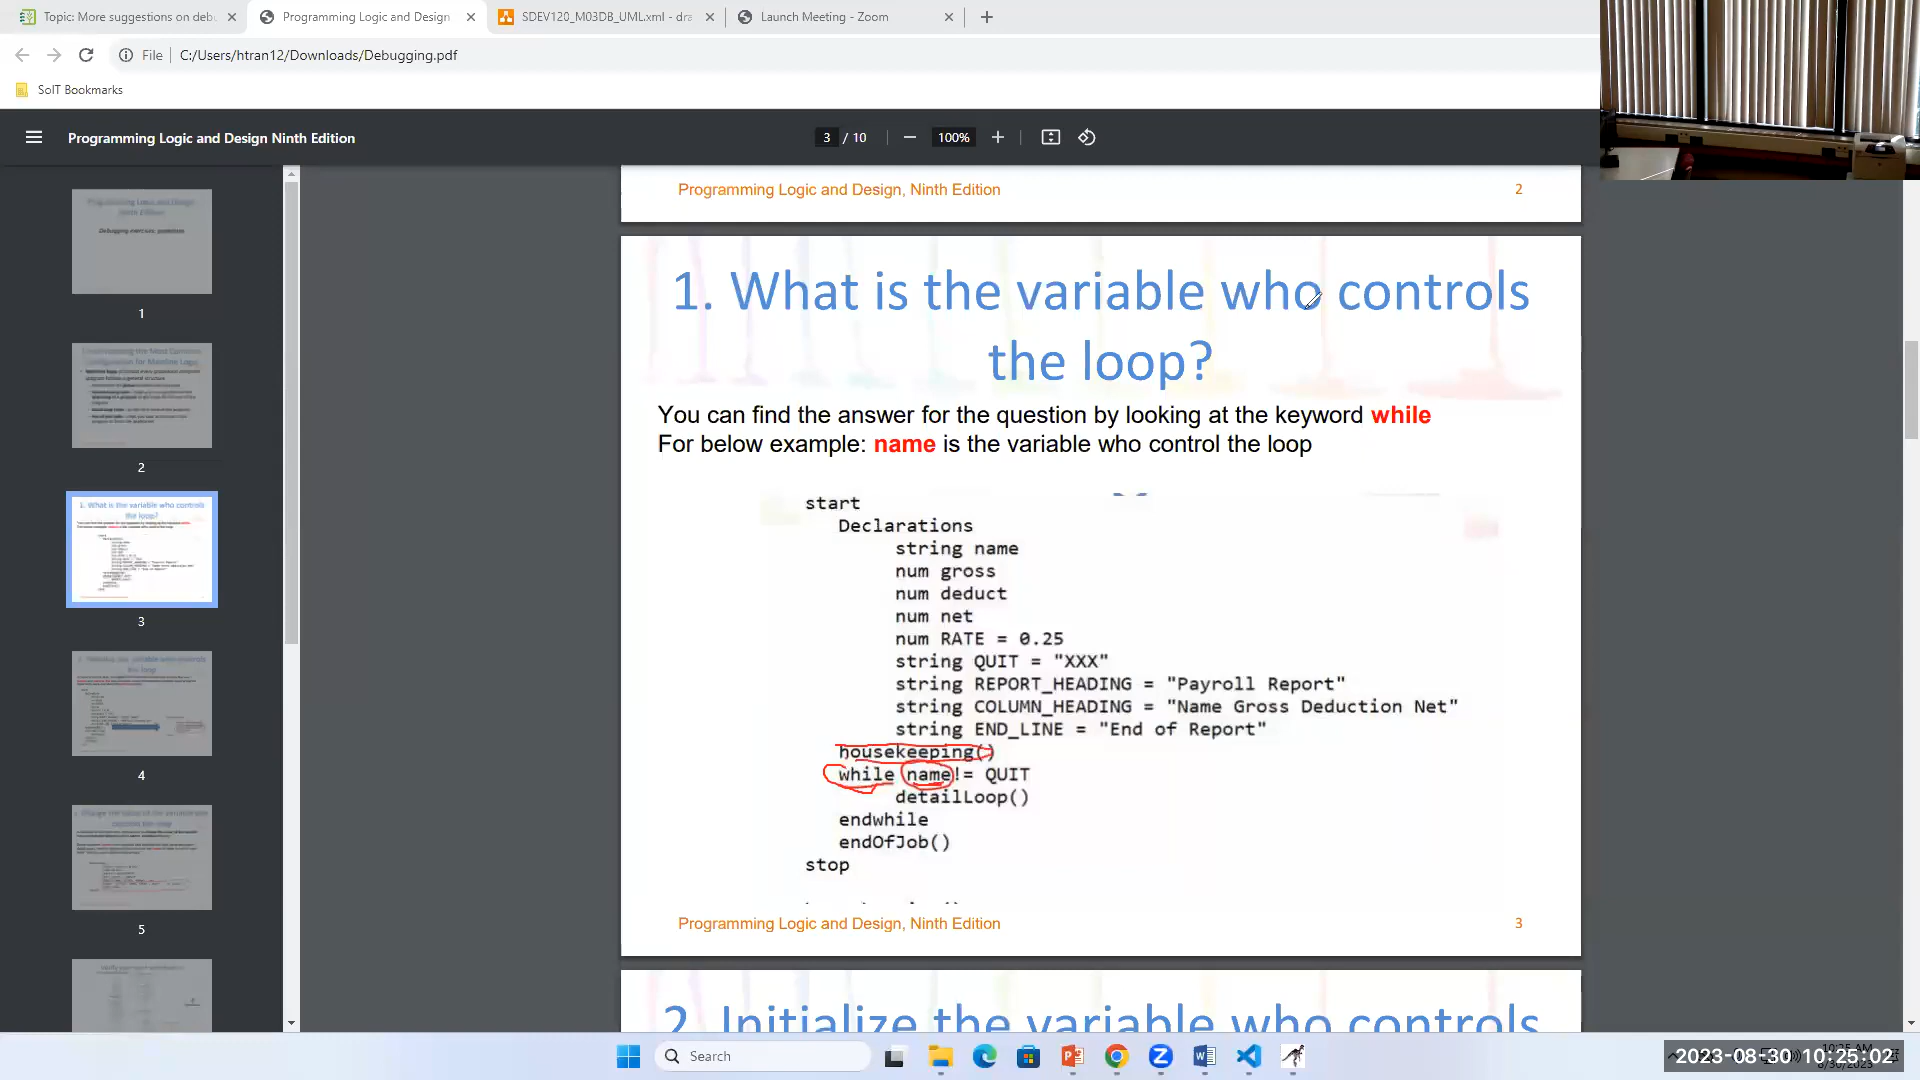 Topic: More suggestions on deb
Programming Logic and Design
SDEV120_M03DB_UML.xml - dra
Launch Meeting - Zoom
File
C:/Users/htran12/Downloads/Debugging.pdf
SoIT Bookmarks
Programming Logic and Design Ninth Edition
3 / 10
100%
1
2
3
4
5
Programming Logic and Design, Ninth Edition
2
1. What is the variable who controls
the loop?
You can find the answer for the question by looking at the keyword while
For below example: name is the variable who control the loop
start
Declarations
string name
num gross
num deduct
num net
num RATE = 0.25
string QUIT = "XXX"
string REPORT_HEADING = "Payroll Report"
string COLUMN_HEADING = "Name Gross Deduction Net"
string END_LINE = "End of Report"
housekeeping()
while name != QUIT
detailLoop()
endwhile
endOfJob()
stop
Programming Logic and Design, Ninth Edition
3
2. Initialize the variable who controls
Search
2023-08-30 10:25:02